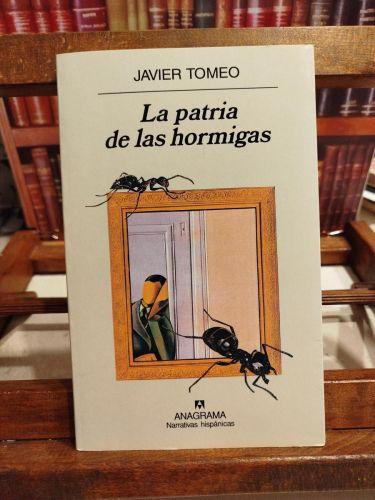 JAVIER TOMEO
La patria
de las hormigas
ANAGRAMA
Narrativas hispánicas